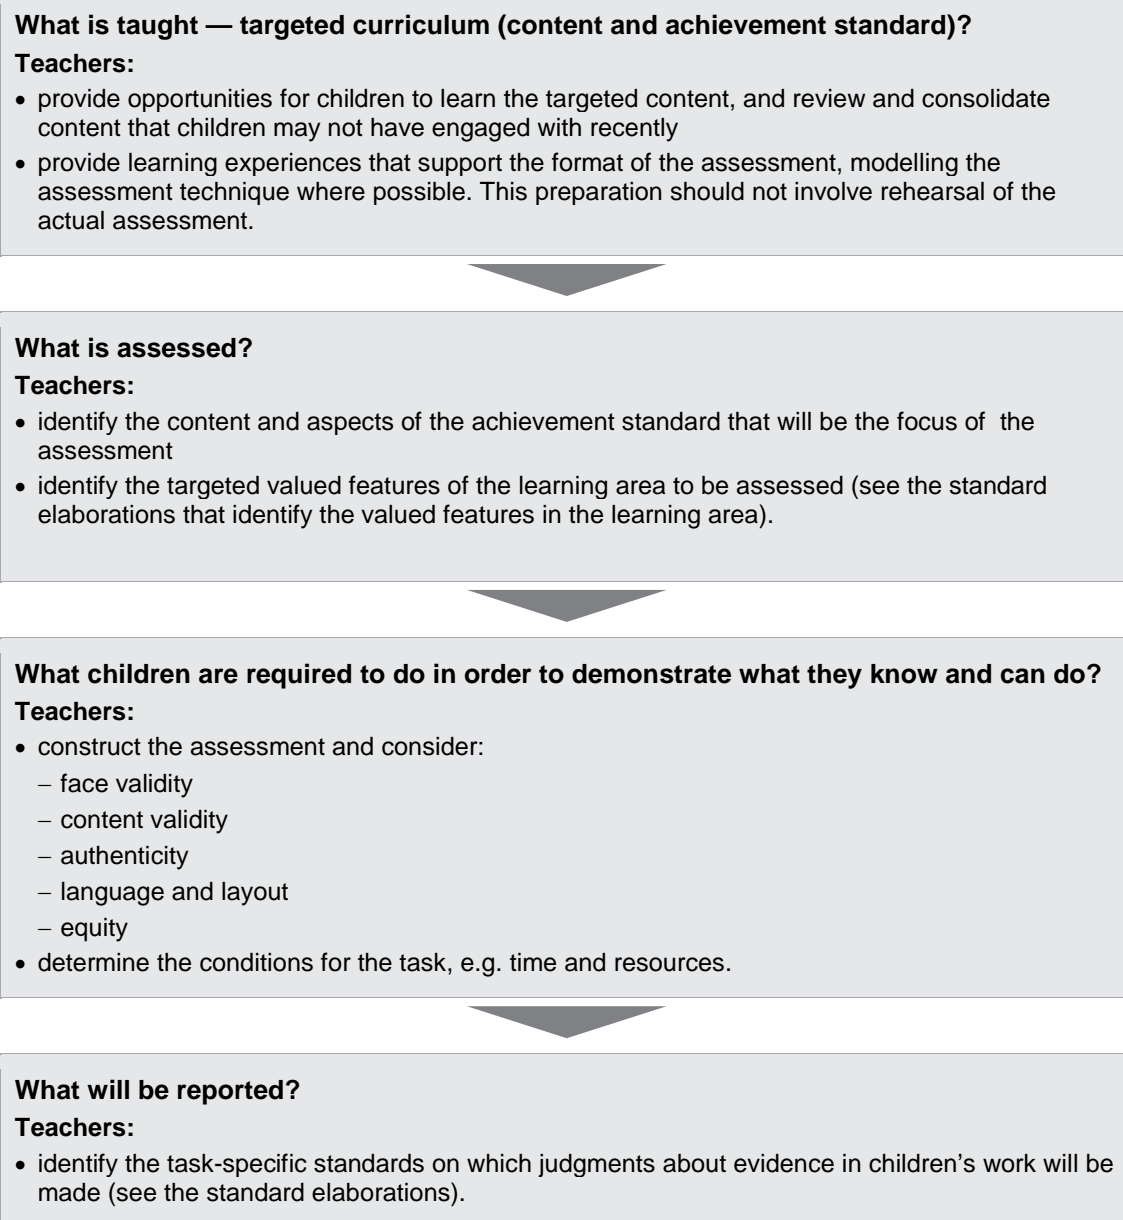 What is taught — targeted curriculum (content and achievement standard)?
Teachers:
• provide opportunities for children to learn the targeted content, and review and consolidate
content that children may not have engaged with recently
• provide learning experiences that support the format of the assessment, modelling the
assessment technique where possible. This preparation should not involve rehearsal of the
actual assessment.
What is assessed?
Teachers:
• identify the content and aspects of the achievement standard that will be the focus of  the
assessment
• identify the targeted valued features of the learning area to be assessed (see the standard
elaborations that identify the valued features in the learning area).
What children are required to do in order to demonstrate what they know and can do?
Teachers:
• construct the assessment and consider:
− face validity
− content validity
− authenticity
− language and layout
− equity
• determine the conditions for the task, e.g. time and resources.
What will be reported?
Teachers:
• identify the task-specific standards on which judgments about evidence in children’s work will be
made (see the standard elaborations).